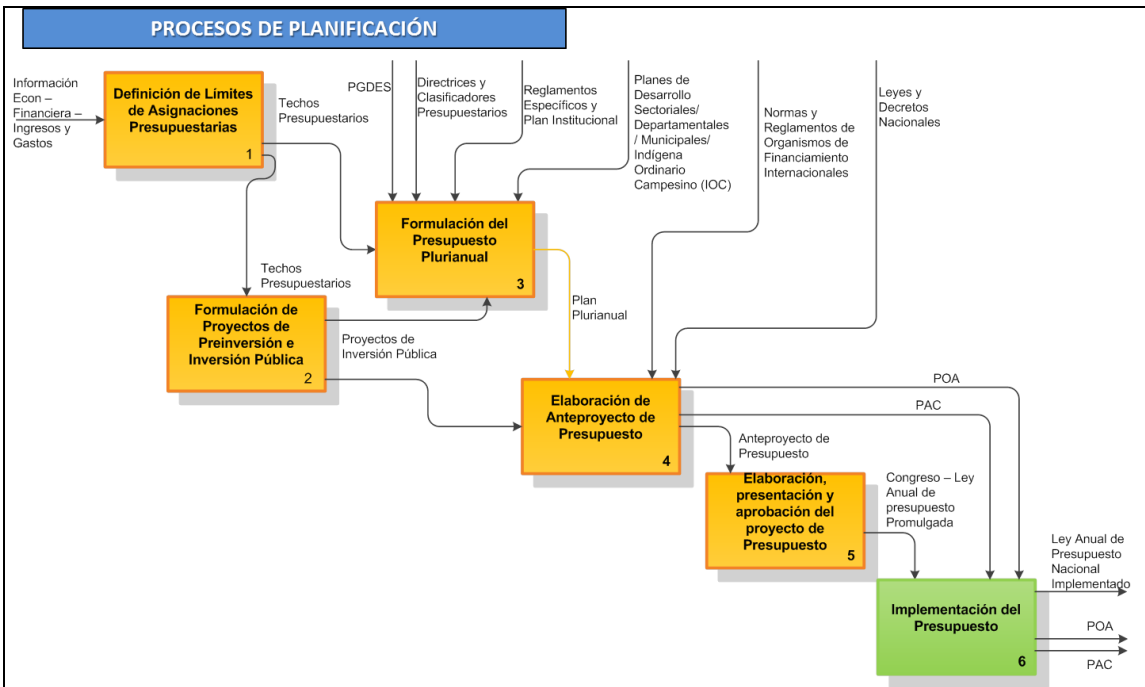 PROCESOS DE PLANIFICACIÓN
Información
Econ –
Financiera –
Ingresos y
Gastos
Definición de Límites
de Asignaciones
Presupuestarias
1
Techos
Presupuestarios
PGDES
Directrices y
Clasificadores
Presupuestarios
Reglamentos
Específicos y
Plan Institucional
Planes de
Desarrollo
Sectoriales/
Departamentales
/ Municipales/
Indígena
Ordinario
Campesino (IOC)
Normas y
Reglamentos de
Organismos de
Financiamiento
Internacionales
Leyes y
Decretos
Nacionales
Formulación del
Presupuesto
Plurianual
3
Techos
Presupuestarios
Formulación de
Proyectos de
Preinversión e
Inversión Pública
2
Proyectos de
Inversión Pública
Plan
Plurianual
Elaboración de
Anteproyecto de
Presupuesto
4
POA
PAC
Anteproyecto de
Presupuesto
Elaboración,
presentación y
aprobación del
proyecto de
Presupuesto
5
Congreso – Ley
Anual de
presupuesto
Promulgada
Implementación del
Presupuesto
6
Ley Anual de
Presupuesto
Nacional
Implementado
POA
PAC